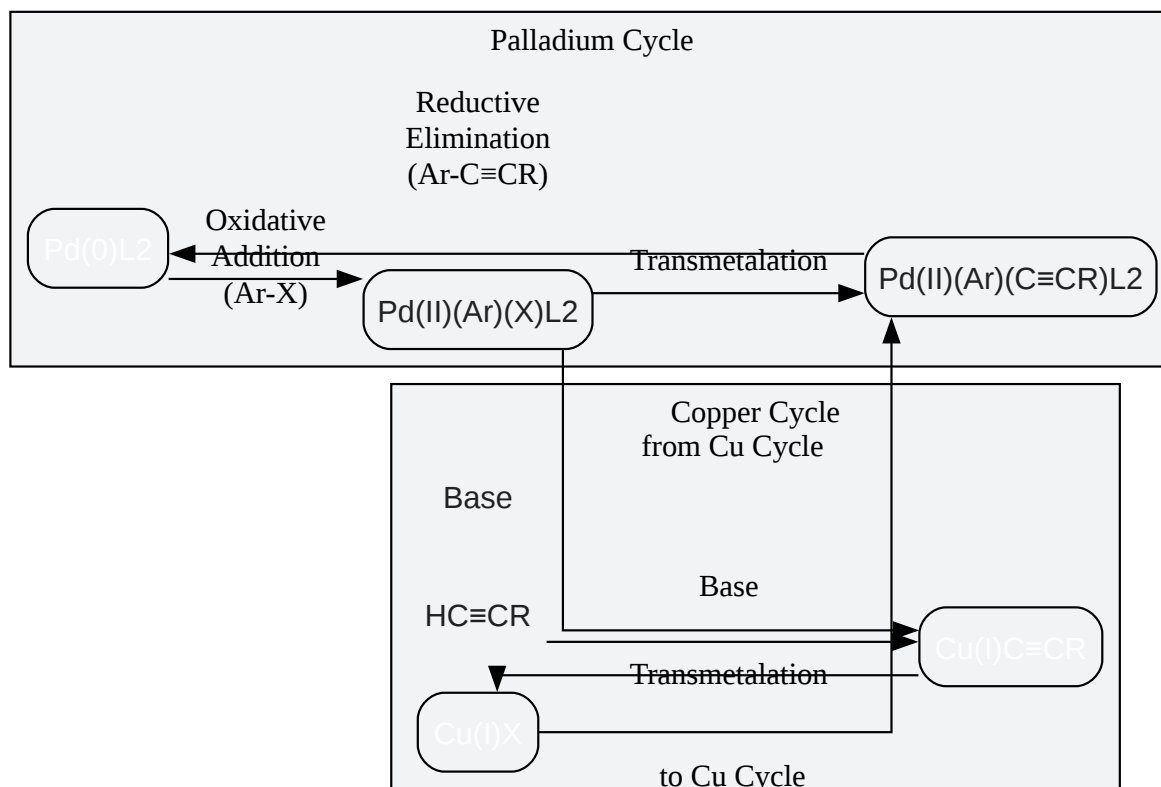 Palladium Cycle
Reductive
Elimination
(Ar-C≡CR)
Oxidative
Addition
(Ar-X)
Pd(0)L2
Transmetalation
Pd(II)(Ar)(X)L2
Pd(II)(Ar)(C≡CR)L2
Copper Cycle
from Cu Cycle
Base
Base
HC≡CR
Cu(I)C≡CR
Transmetalation
Cu(I)X
to Cu Cycle